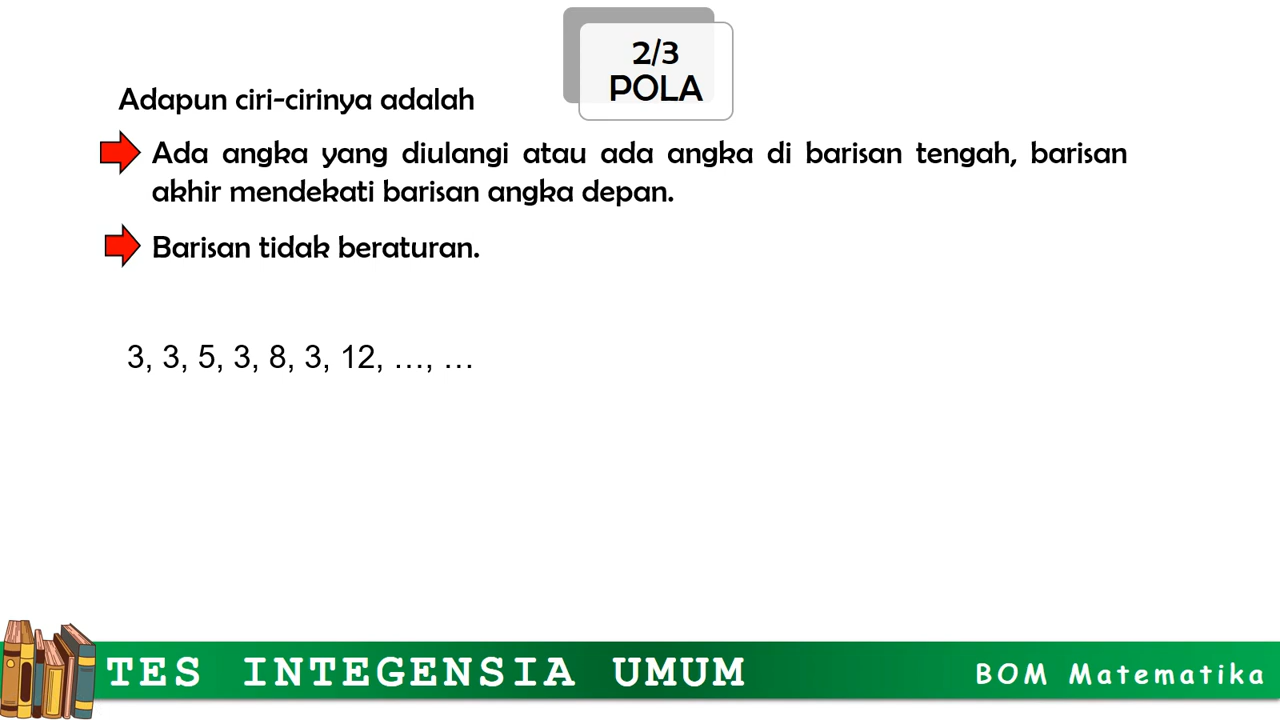 2/3
POLA
Adapun ciri-cirinya adalah
Ada angka yang diulangi atau ada angka di barisan tengah, barisan
akhir mendekati barisan angka depan.
Barisan tidak beraturan.
3, 3, 5, 3, 8, 3, 12, …, …
TES INTEGENSIA UMUM
BOM Matematika